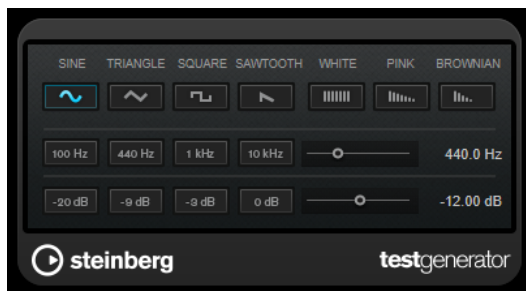 SINE TRIANGLE SQUARE SAWTOOTH WHITE PINK BROWNIAN
100 Hz 440 Hz 1 kHz 10 kHz 440.0 Hz
-20 dB -9 dB -3 dB 0 dB -12.00 dB
steinberg testgenerator